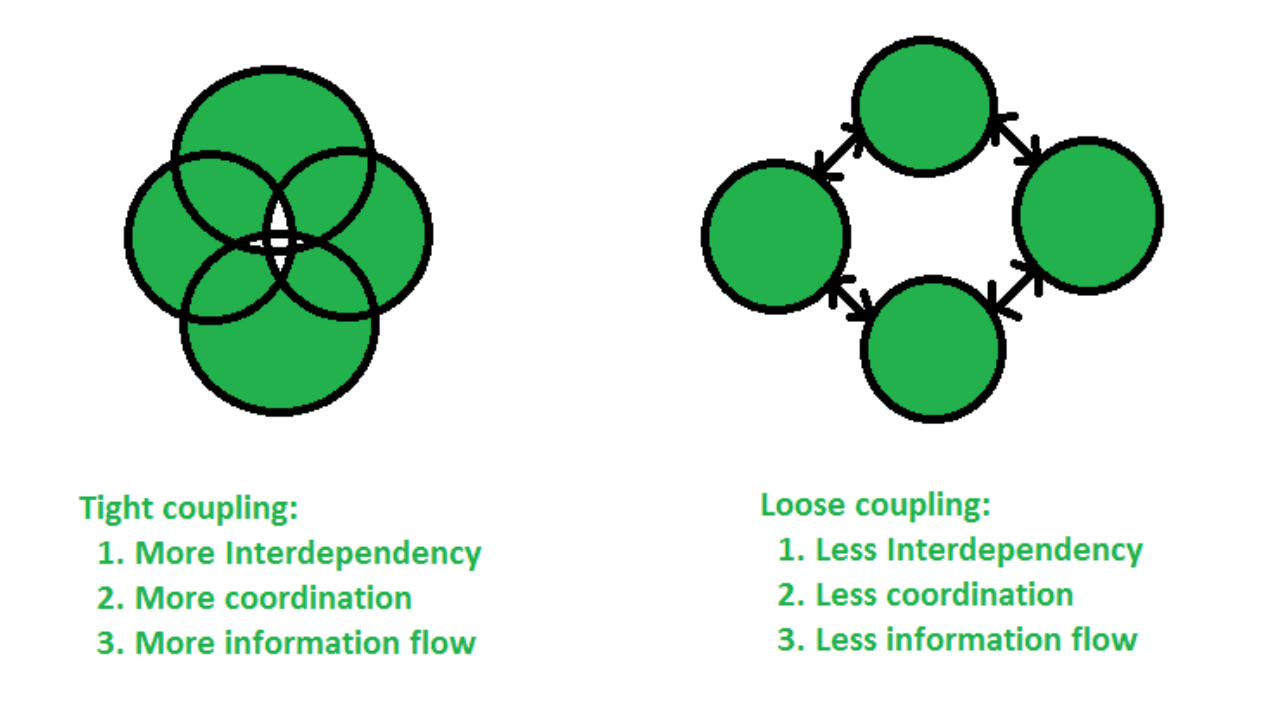 Tight coupling:
1. More Interdependency
2. More coordination
3. More information flow
Loose coupling:
1. Less Interdependency
2. Less coordination
3. Less information flow